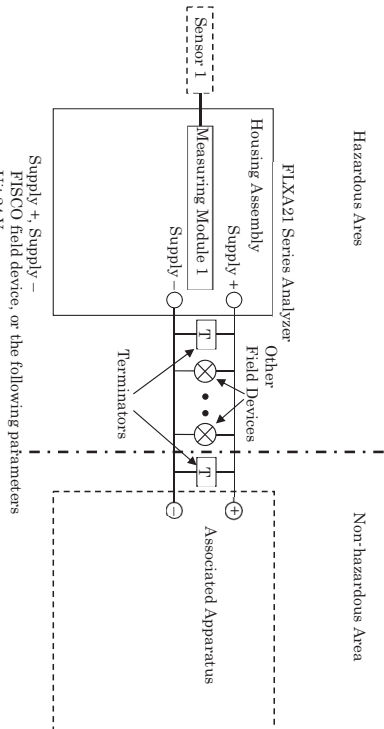 Hazardous Ares
Non-hazardous Area
FLXA21 Series Analyzer
Housing Assembly
Sensor 1
Measuring Module 1
Supply +
Supply –
Other
Field Devices
T
T
Terminators
+
–
Associated Apparatus
Supply +, Supply –
FISCO field device, or the following parameters